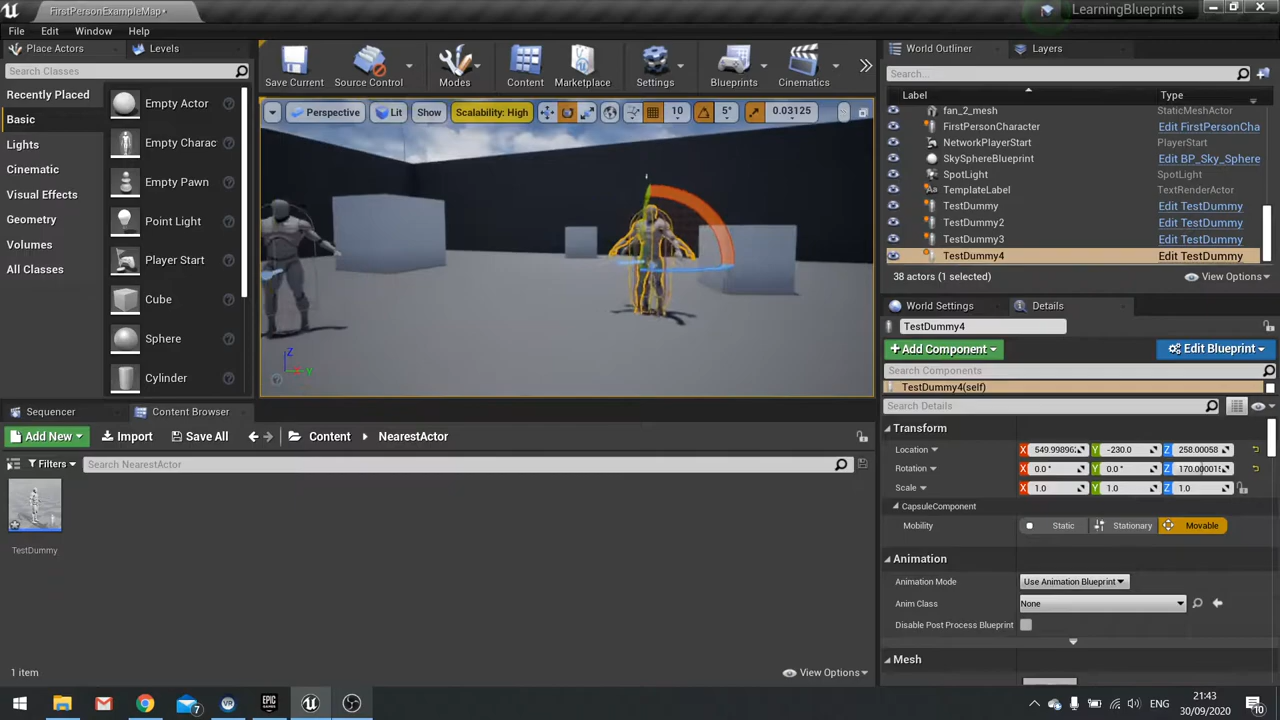 FirstPersonExampleMap*
LearningBlueprints
File
Edit
Window
Help
Place Actors
Levels
Search Classes
Recently Placed
Basic
Lights
Cinematic
Visual Effects
Geometry
Volumes
All Classes
Empty Actor
Empty Charac
Empty Pawn
Point Light
Player Start
Cube
Sphere
Cylinder
Save Current
Source Control
Modes
Content
Marketplace
Settings
Blueprints
Cinematics
Perspective
Lit
Show
Scalability: High
10
5°
0.03125
Z
Y
World Outliner
Layers
Search...
Label
Type
fan_2_mesh
StaticMeshActor
FirstPersonCharacter
Edit FirstPersonCha
NetworkPlayerStart
PlayerStart
SkySphereBlueprint
Edit BP_Sky_Sphere
SpotLight
SpotLight
TemplateLabel
TextRenderActor
TestDummy
Edit TestDummy
TestDummy2
Edit TestDummy
TestDummy3
Edit TestDummy
TestDummy4
Edit TestDummy
38 actors (1 selected)
View Options
World Settings
Details
TestDummy4
+Add Component
Edit Blueprint
Search Components
TestDummy4(self)
Search Details
Transform
Location
X
Y -230.0
Z 258.00058
Rotation
X 0.0 °
Y 0.0 °
Z
Scale
X 1.0
Y 1.0
Z 1.0
CapsuleComponent
Mobility
Static
Stationary
Movable
Animation
Animation Mode
Use Animation Blueprint
Anim Class
None
Disable Post Process Blueprint
Mesh
Sequencer
Content Browser
Add New
Import
Save All
Content
NearestActor
Filters
Search NearestActor
TestDummy
1 item
View Options
7
EPIC
GAMES
ENG
21:43
30/09/2020
10